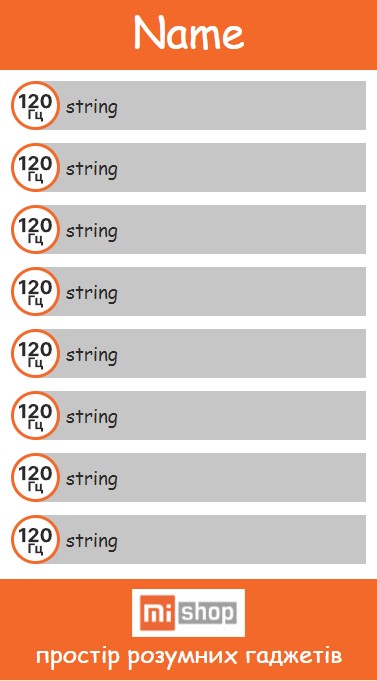 Name
120
Гц
string
120
Гц
string
120
Гц
string
120
Гц
string
120
Гц
string
120
Гц
string
120
Гц
string
120
Гц
string
mi shop
простір розумних гаджетів